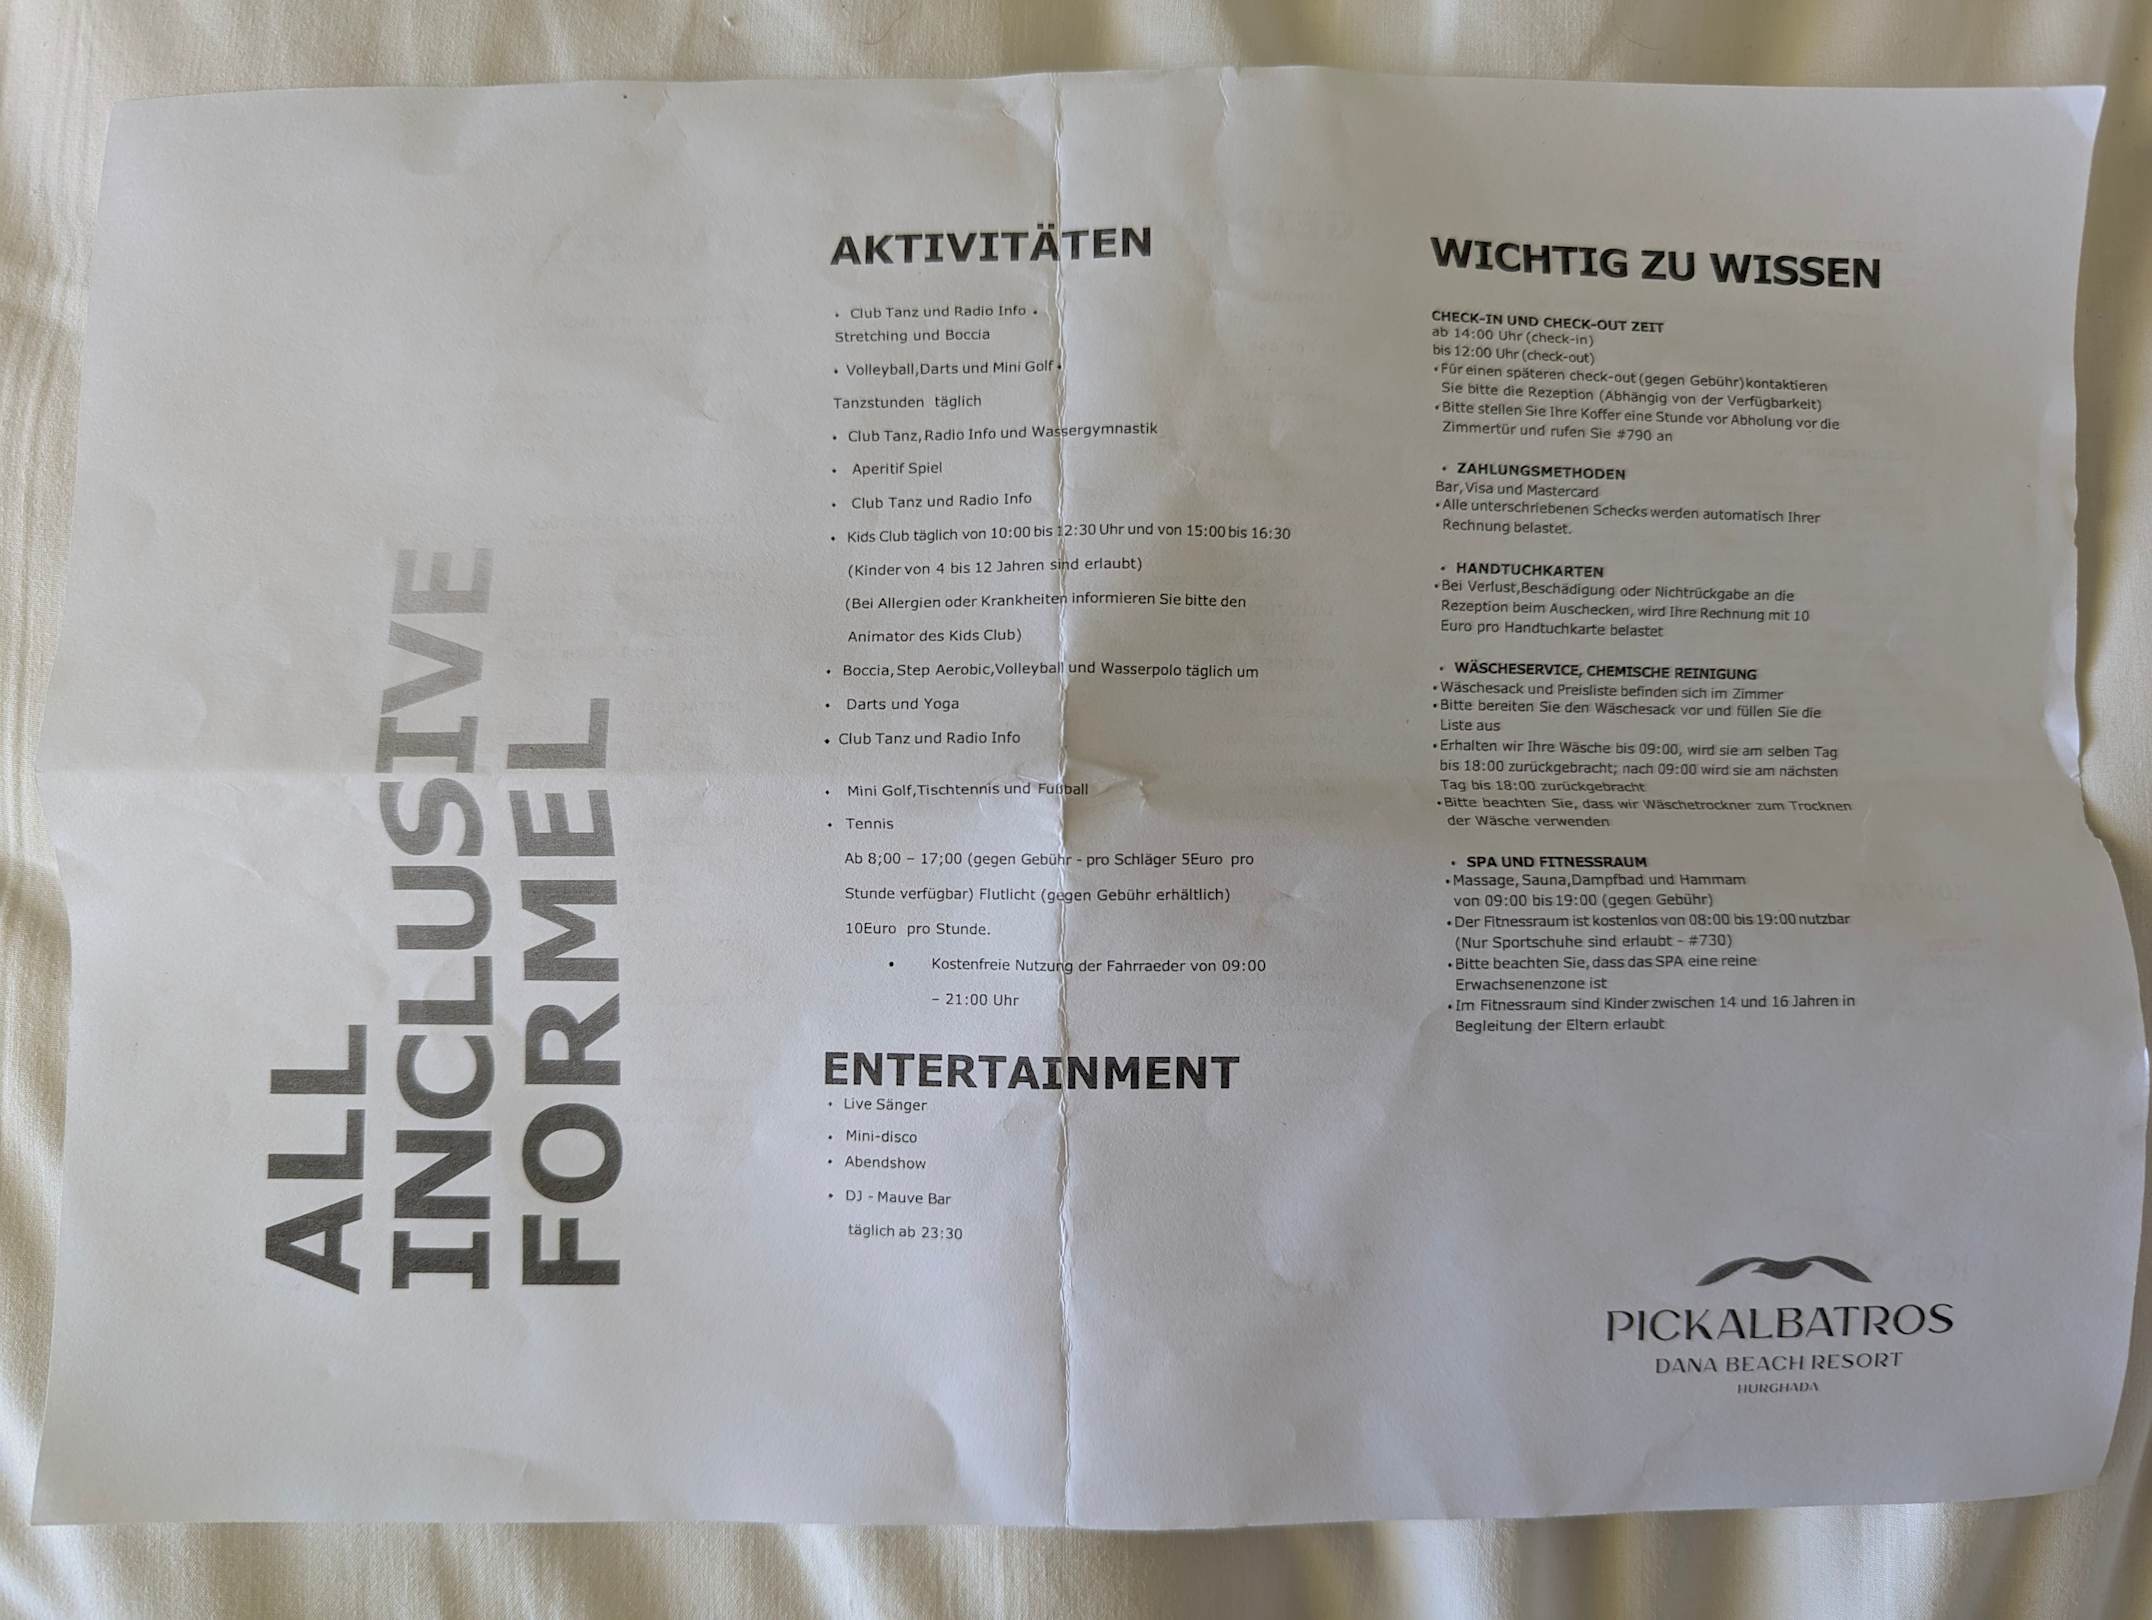 ALL
INCLUSIVE
FORMEL
AKTIVITÄTEN
• Club Tanz und Radio Info •
Stretching und Boccia
• Volleyball,Darts und Mini Golf •
Tanzstunden täglich
• Club Tanz, Radio Info und Wassergymnastik
• Aperitif Spiel
• Club Tanz und Radio Info
• Kids Club täglich von 10:00 bis 12:30 Uhr und von 15:00 bis 16:30
(Kinder von 4 bis 12 Jahren sind erlaubt)
(Bei Allergien oder Krankheiten informieren Sie bitte den
Animator des Kids Club)
• Boccia, Step Aerobic,Volleyball und Wasserpolo täglich um
• Darts und Yoga
• Club Tanz und Radio Info
• Mini Golf,Tischtennis und Fußball
• Tennis
Ab 8;00 – 17;00 (gegen Gebühr - pro Schläger 5Euro pro
Stunde verfügbar) Flutlicht (gegen Gebühr erhältlich)
10Euro pro Stunde.
• Kostenfreie Nutzung der Fahrraeder von 09:00
– 21:00 Uhr
ENTERTAINMENT
• Live Sänger
• Mini-disco
• Abendshow
• DJ - Mauve Bar
täglich ab 23:30
WICHTIG ZU WISSEN
CHECK-IN UND CHECK-OUT ZEIT
ab 14:00 Uhr (check-in)
bis 12:00 Uhr (check-out)
•Für einen späteren check-out (gegen Gebühr) kontaktieren
Sie bitte die Rezeption (Abhängig von der Verfügbarkeit)
•Bitte stellen Sie Ihre Koffer eine Stunde vor Abholung vor die
Zimmertür und rufen Sie #790 an
• ZAHLUNGSMETHODEN
Bar, Visa und Mastercard
•Alle unterschriebenen Schecks werden automatisch Ihrer
Rechnung belastet.
• HANDTUCHKARTEN
•Bei Verlust,Beschädigung oder Nichtrückgabe an die
Rezeption beim Auschecken, wird Ihre Rechnung mit 10
Euro pro Handtuchkarte belastet
• WÄSCHESERVICE, CHEMISCHE REINIGUNG
•Wäschesack und Preisliste befinden sich im Zimmer
•Bitte bereiten Sie den Wäschesack vor und füllen Sie die
Liste aus
•Erhalten wir Ihre Wäsche bis 09:00, wird sie am selben Tag
bis 18:00 zurückgebracht; nach 09:00 wird sie am nächsten
Tag bis 18:00 zurückgebracht
•Bitte beachten Sie, dass wir Wäschetrockner zum Trocknen
der Wäsche verwenden
• SPA UND FITNESSRAUM
•Massage, Sauna,Dampfbad und Hammam
von 09:00 bis 19:00 (gegen Gebühr)
•Der Fitnessraum ist kostenlos von 08:00 bis 19:00 nutzbar
(Nur Sportschuhe sind erlaubt - #730)
•Bitte beachten Sie, dass das SPA eine reine
Erwachsenenzone ist
•Im Fitnessraum sind Kinder zwischen 14 und 16 Jahren in
Begleitung der Eltern erlaubt
PICKALBATROS
DANA BEACH RESORT
HURGHADA